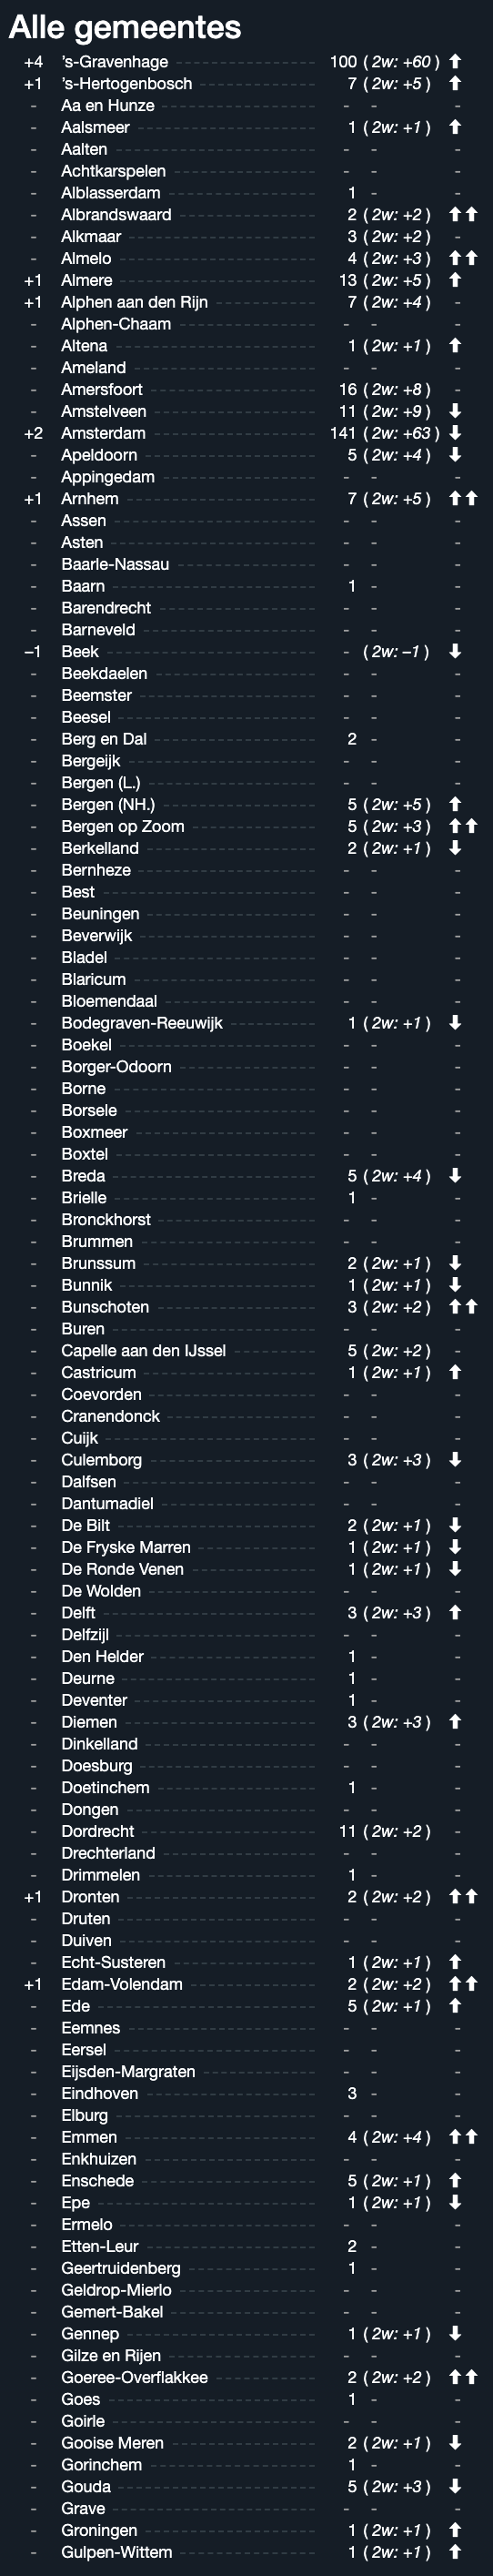 Alle gemeentes
+4 ’s-Gravenhage 100 (2w: +60) ⬆
+1 ’s-Hertogenbosch 7 (2w: +5) ⬆
- Aa en Hunze - - -
- Aalsmeer 1 (2w: +1) ⬆
- Aalten - - -
- Achtkarspelen - - -
- Alblasserdam 1 - -
- Albrandswaard 2 (2w: +2) ⬆⬆
- Alkmaar 3 (2w: +2) -
- Almelo 4 (2w: +3) ⬆⬆
+1 Almere 13 (2w: +5) ⬆
+1 Alphen aan den Rijn 7 (2w: +4) -
- Alphen-Chaam - - -
- Altena 1 (2w: +1) ⬆
- Ameland - - -
- Amersfoort 16 (2w: +8) -
- Amstelveen 11 (2w: +9) ⬇
+2 Amsterdam 141 (2w: +63) ⬇
- Apeldoorn 5 (2w: +4) ⬇
- Appingedam - - -
+1 Arnhem 7 (2w: +5) ⬆⬆
- Assen - - -
- Asten - - -
- Baarle-Nassau - - -
- Baarn 1 - -
- Barendrecht - - -
- Barneveld - - -
–1 Beek - (2w: –1) ⬇
- Beekdaelen - - -
- Beemster - - -
- Beesel - - -
- Berg en Dal 2 - -
- Bergeijk - - -
- Bergen (L.) - - -
- Bergen (NH.) 5 (2w: +5) ⬆
- Bergen op Zoom 5 (2w: +3) ⬆⬆
- Berkelland 2 (2w: +1) ⬇
- Bernheze - - -
- Best - - -
- Beuningen - - -
- Beverwijk - - -
- Bladel - - -
- Blaricum - - -
- Bloemendaal - - -
- Bodegraven-Reeuwijk 1 (2w: +1) ⬇
- Boekel - - -
- Borger-Odoorn - - -
- Borne - - -
- Borsele - - -
- Boxmeer - - -
- Boxtel - - -
- Breda 5 (2w: +4) ⬇
- Brielle 1 - -
- Bronckhorst - - -
- Brummen - - -
- Brunssum 2 (2w: +1) ⬇
- Bunnik 1 (2w: +1) ⬇
- Bunschoten 3 (2w: +2) ⬆⬆
- Buren - - -
- Capelle aan den IJssel 5 (2w: +2) -
- Castricum 1 (2w: +1) ⬆
- Coevorden - - -
- Cranendonck - - -
- Cuijk - - -
- Culemborg 3 (2w: +3) ⬇
- Dalfsen - - -
- Dantumadiel - - -
- De Bilt 2 (2w: +1) ⬇
- De Fryske Marren 1 (2w: +1) ⬇
- De Ronde Venen 1 (2w: +1) ⬇
- De Wolden - - -
- Delft 3 (2w: +3) ⬆
- Delfzijl - - -
- Den Helder 1 - -
- Deurne 1 - -
- Deventer 1 - -
- Diemen 3 (2w: +3) ⬆
- Dinkelland - - -
- Doesburg - - -
- Doetinchem 1 - -
- Dongen - - -
- Dordrecht 11 (2w: +2) -
- Drechterland - - -
- Drimmelen 1 - -
+1 Dronten 2 (2w: +2) ⬆⬆
- Druten - - -
- Duiven - - -
- Echt-Susteren 1 (2w: +1) ⬆
+1 Edam-Volendam 2 (2w: +2) ⬆⬆
- Ede 5 (2w: +1) ⬆
- Eemnes - - -
- Eersel - - -
- Eijsden-Margraten - - -
- Eindhoven 3 - -
- Elburg - - -
- Emmen 4 (2w: +4) ⬆⬆
- Enkhuizen - - -
- Enschede 5 (2w: +1) ⬆
- Epe 1 (2w: +1) ⬇
- Ermelo - - -
- Etten-Leur 2 - -
- Geertruidenberg 1 - -
- Geldrop-Mierlo - - -
- Gemert-Bakel - - -
- Gennep 1 (2w: +1) ⬇
- Gilze en Rijen - - -
- Goeree-Overflakkee 2 (2w: +2) ⬆⬆
- Goes 1 - -
- Goirle - - -
- Gooise Meren 2 (2w: +1) ⬇
- Gorinchem 1 - -
- Gouda 5 (2w: +3) ⬇
- Grave - - -
- Groningen 1 (2w: +1) ⬆
- Gulpen-Wittem 1 (2w: +1) ⬆